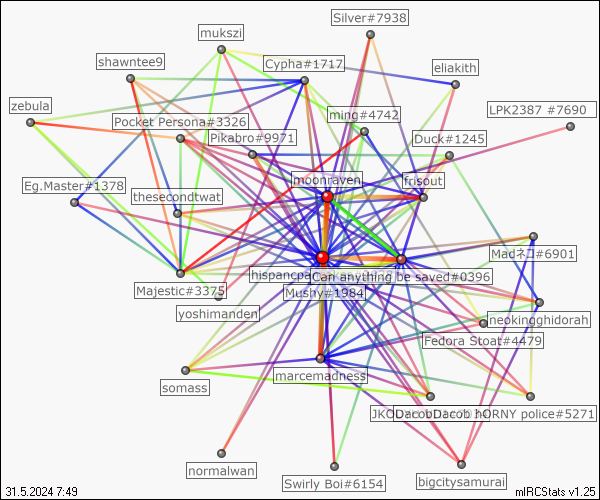 Silver#7938
mukszi
shawntee9
Cypha#1717
eliakith
zebula
LPK2387 #7690
Pocket Persona#3326
ming#4742
Pikabro#9971
Duck#1245
moonraven
frisout
Eg.Master#1378
thesecondtwat
Madネコ#6901
hispancpa
Can anything be saved#0396
Majestic#3375
Mushy#1984
yoshimanden
neokingghidorah
Fedora Stoat#4479
marcemadness
somass
HORNY police#5271
normalwan
Swirly Boi#6154
bigcitysamurai
31.5.2024 7:49
mIRCStats v1.25